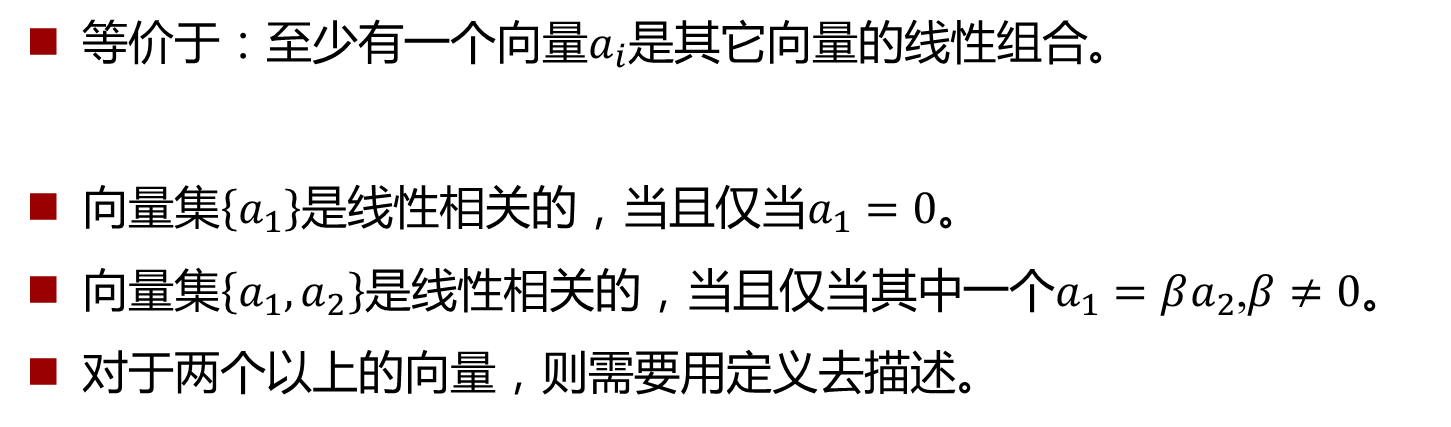 ■ 等价于：至少有一个向量𝑎ᵢ是其它向量的线性组合。
■ 向量集{𝑎₁}是线性相关的，当且仅当𝑎₁ = 0。
■ 向量集{𝑎₁, 𝑎₂}是线性相关的，当且仅当其中一个𝑎₁ = 𝛽𝑎₂,𝛽 ≠ 0。
■ 对于两个以上的向量，则需要用定义去描述。